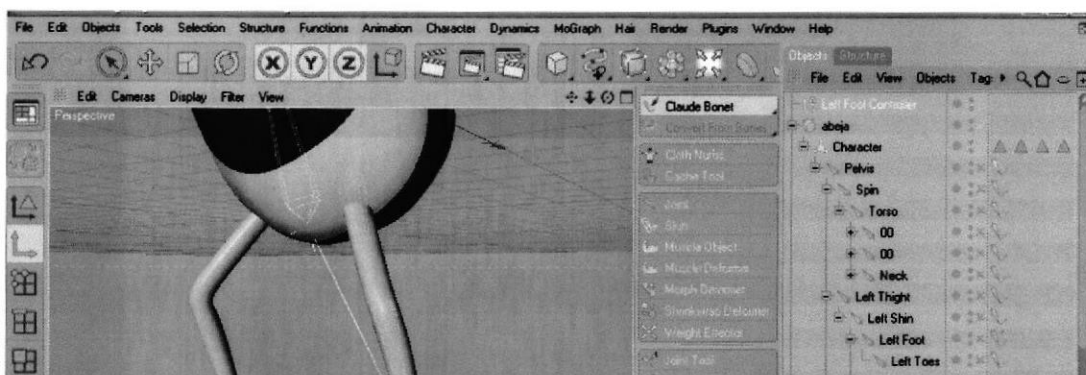 File Edit Objects Tools Selection Structure Functions Animation Character Dynamics MoGraph Hair Render Plugins Window Help
Objects Structure
File Edit View Objects Tag
Edit Cameras Display Filter View
Perspective
Claude Bonet
Convert From Bones
Cloth Nurbs
Cache Tool
Joint
Skin
Muscle Object
Muscle Deformer
Morph Deformer
Shrinkwrap Deformer
Weight Effector
Joint Tool
Left Foot Controller
abeja
Character
Pelvis
Spin
Torso
00
00
Neck
Left Thight
Left Shin
Left Foot
Left Toes
X
Y
Z